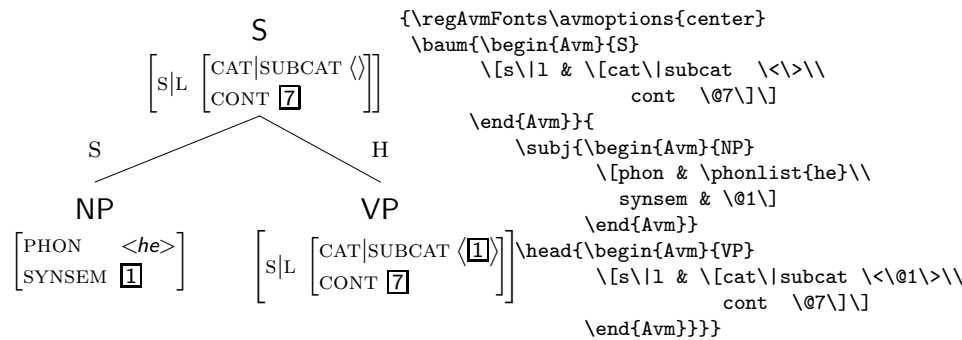 S
[S|L [CAT|SUBCAT ⟨⟩
CONT 7]]
S H
NP VP
[PHON <he>
SYNSEM 1]
[S|L [CAT|SUBCAT ⟨1⟩
CONT 7]]
{\regAvmFonts\avmoptions{center}
\baum{\begin{Avm}{S}
\[s\|l & \[cat\|subcat \<\>\\
cont \@7\]\]
\end{Avm}}{
\subj{\begin{Avm}{NP}
\[phon & \phonlist{he}\\
synsem & \@1\]
\end{Avm}}
\head{\begin{Avm}{VP}
\[s\|l & \[cat\|subcat \<\@1\>\\
cont \@7\]\]
\end{Avm}}}}